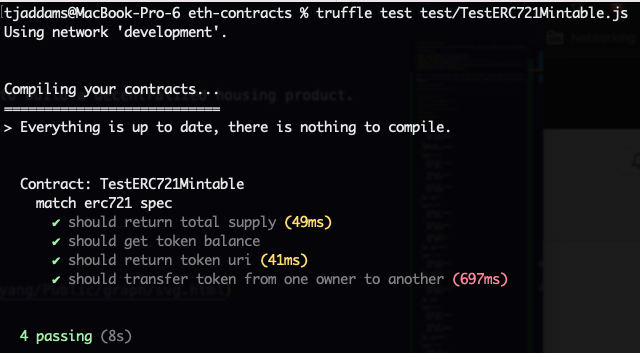 tjaddams@MacBook-Pro-6 eth-contracts % truffle test test/TestERC721Mintable.js
Using network 'development'.
Compiling your contracts...
===========================
> Everything is up to date, there is nothing to compile.
Contract: TestERC721Mintable
match erc721 spec
✔ should return total supply (49ms)
✔ should get token balance
✔ should return token uri (41ms)
✔ should transfer token from one owner to another (697ms)
4 passing (8s)